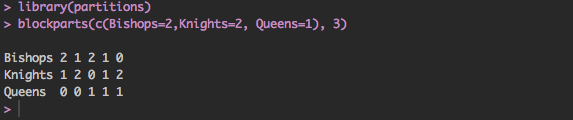 > library(partitions)
> blockparts(c(Bishops=2,Knights=2, Queens=1), 3)
Bishops 2 1 2 1 0
Knights 1 2 0 1 2
Queens  0 0 1 1 1
>